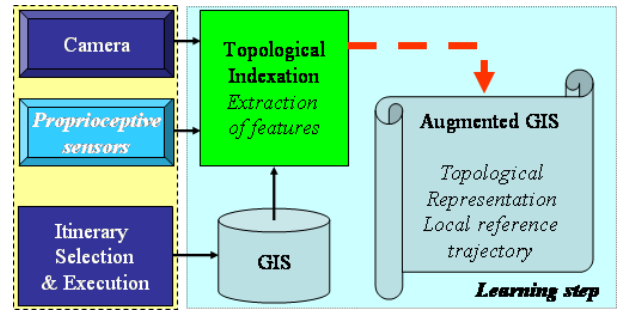 Camera
Proprioceptive
sensors
Itinerary
Selection
& Execution
Topological
Indexation
Extraction
of features
GIS
Augmented GIS
Topological
Representation
Local reference
trajectory
Learning step